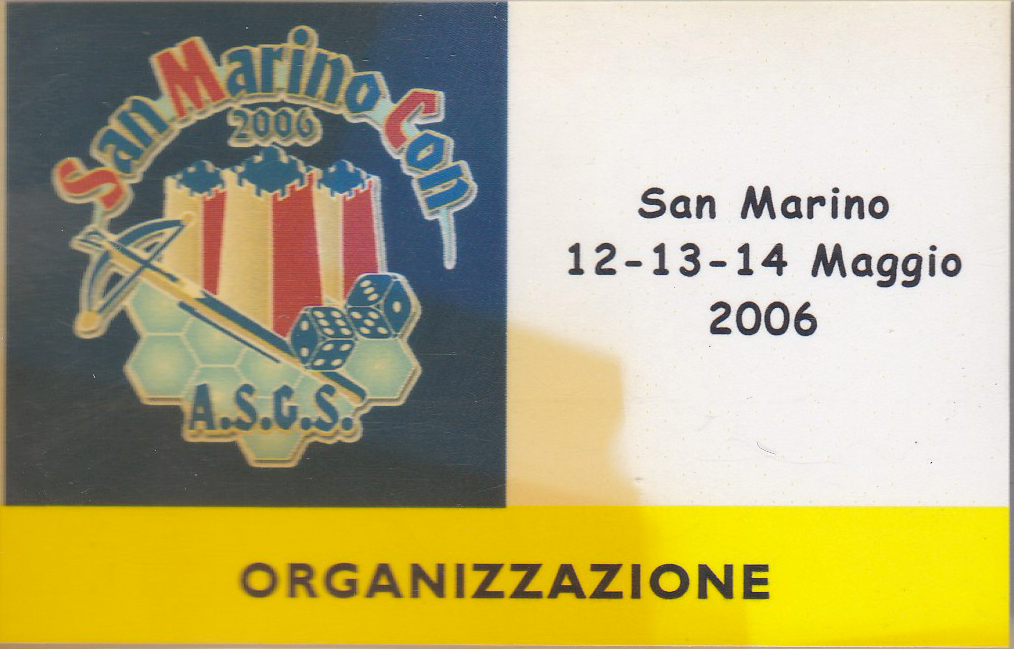 San Marino Con
2006
A.S.G.S.
San Marino
12-13-14 Maggio
2006
ORGANIZZAZIONE